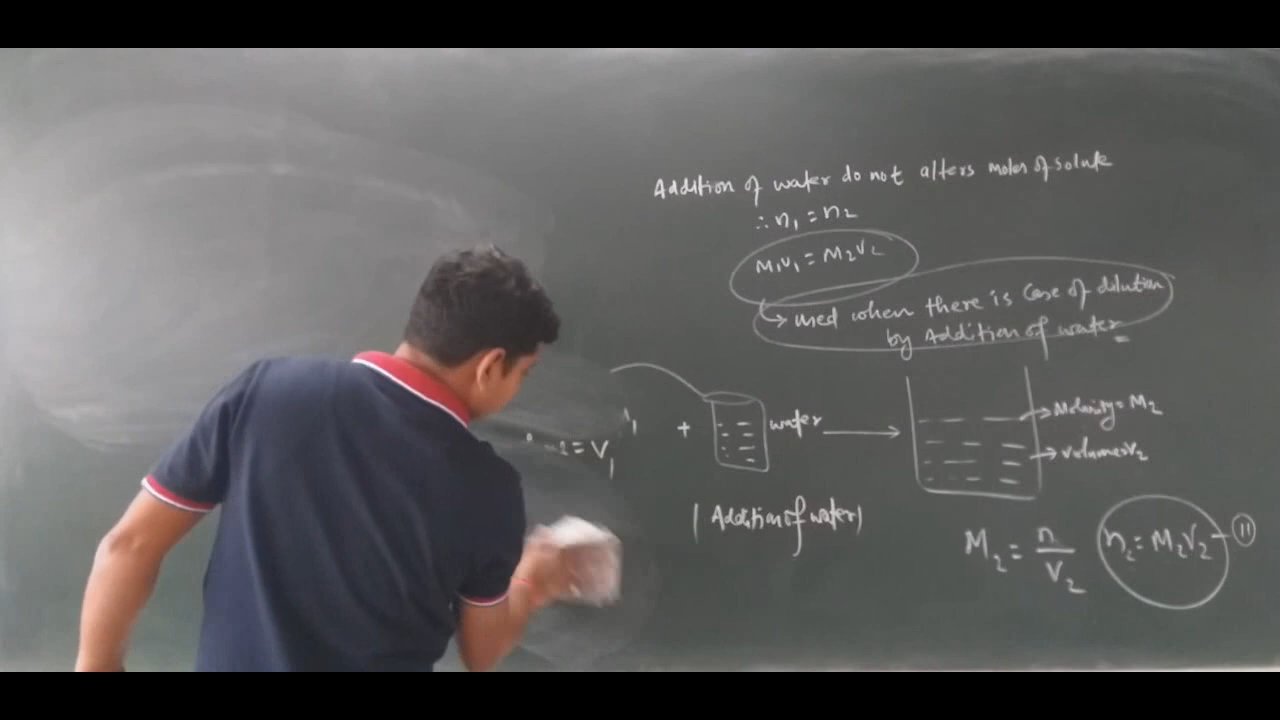 Addition of water do not alters moles of solute
∴ n₁ = n₂
M₁V₁ = M₂V₂
↳ used when there is case of dilution
by Addition of water
= V₁
+
water
Molarity = M₂
Volume = V₂
| Addition of water |
M₂ = n/V₂
n₂ = M₂V₂ – II